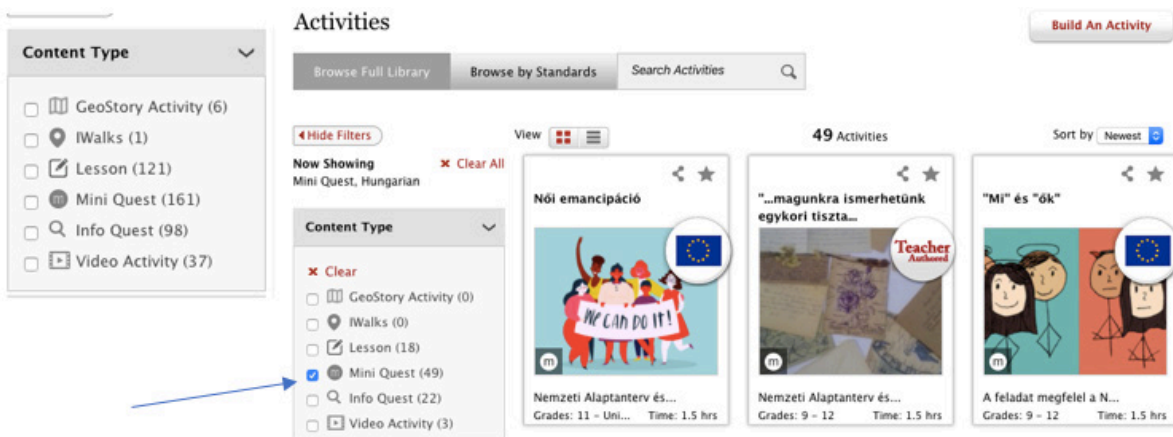 Content Type
GeoStory Activity (6)
IWalks (1)
Lesson (121)
Mini Quest (161)
Info Quest (98)
Video Activity (37)
Activities
Build An Activity
Browse Full Library
Browse by Standards
Search Activities
Hide Filters
View
49 Activities
Sort by Newest
Now Showing
Clear All
Mini Quest, Hungarian
Content Type
Clear
GeoStory Activity (0)
IWalks (0)
Lesson (18)
Mini Quest (49)
Info Quest (22)
Video Activity (3)
Női emancipáció
WE CAN DO IT!
m
Nemzeti Alaptanterv és...
Grades: 11 – Uni... Time: 1.5 hrs
"...magunkra ismerhetünk
egykori tiszta...
Teacher
Authored
m
Nemzeti Alaptanterv és...
Grades: 9 – 12 Time: 1.5 hrs
"Mi" és "ők"
m
A feladat megfelel a N...
Grades: 9 – 12 Time: 1.5 hrs